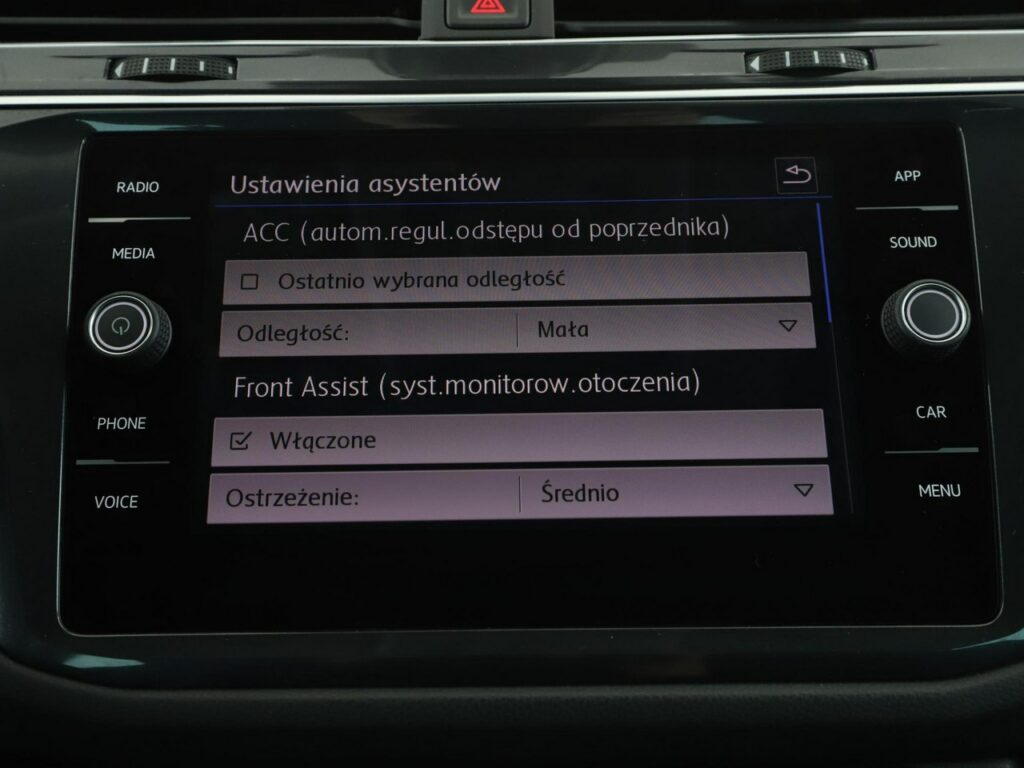 RADIO
MEDIA
PHONE
VOICE
Ustawienia asystentów
ACC (autom.regul.odstępu od poprzednika)
Ostatnio wybrana odległość
Odległość: Mała
Front Assist (syst.monitorow.otoczenia)
Włączone
Ostrzeżenie: Średnio
APP
SOUND
CAR
MENU